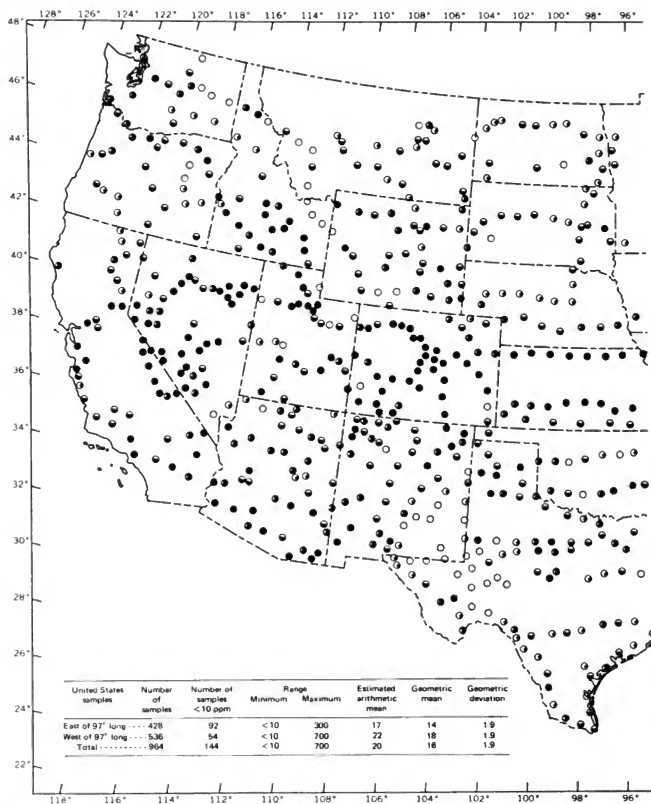 128° 126° 124° 122° 120° 118° 116° 114° 112° 110° 108° 106° 104° 102° 100° 98° 96°
48°
46°
44°
42°
40°
38°
36°
34°
32°
30°
28°
26°
24°
22°
United States samples Number of samples Number of samples <10 ppm Range Minimum Maximum Estimated arithmetic mean Geometric mean Geometric deviation
East of 97° long ---- 428 92 <10 300 17 14 1.9
West of 97° long ---- 536 54 <10 700 22 18 1.9
Total ---------- 964 144 <10 700 20 16 1.9
118° 116° 114° 112° 110° 108° 106° 104° 102° 100° 98° 96°